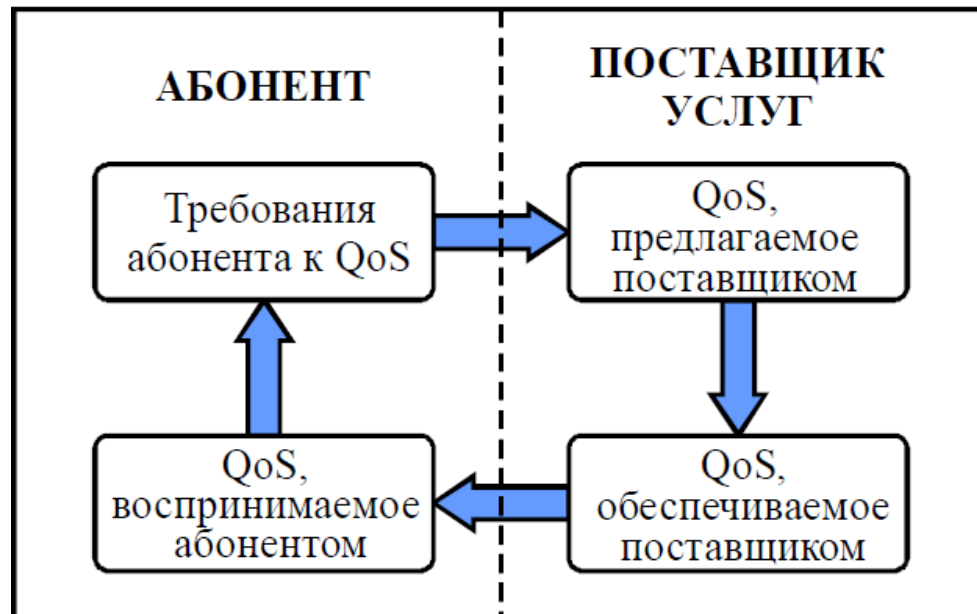 АБОНЕНТ
ПОСТАВЩИК
УСЛУГ
Требования
абонента к QoS
QoS,
предлагаемое
поставщиком
QoS,
воспринимаемое
абонентом
QoS,
обеспечиваемое
поставщиком